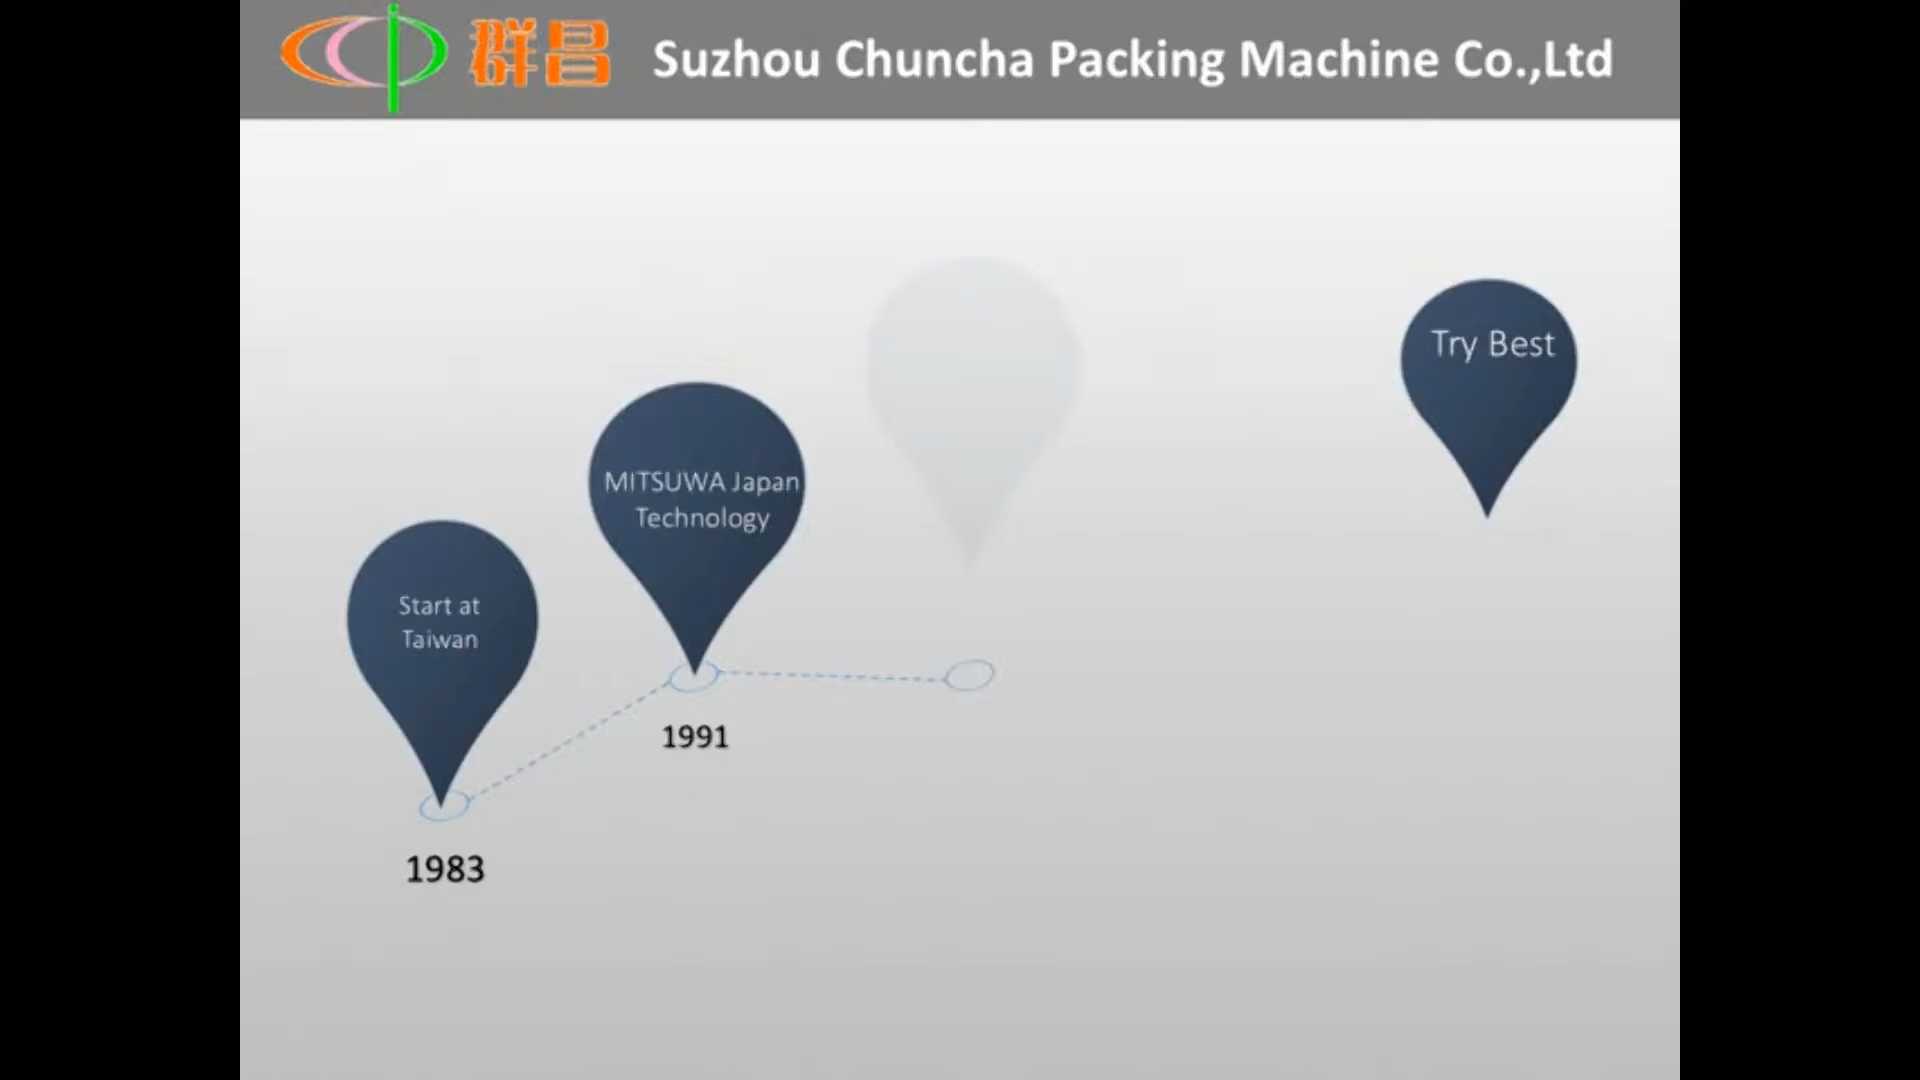 群昌 Suzhou Chuncha Packing Machine Co.,Ltd
Try Best
MITSUWA Japan
Technology
Start at
Taiwan
1991
1983